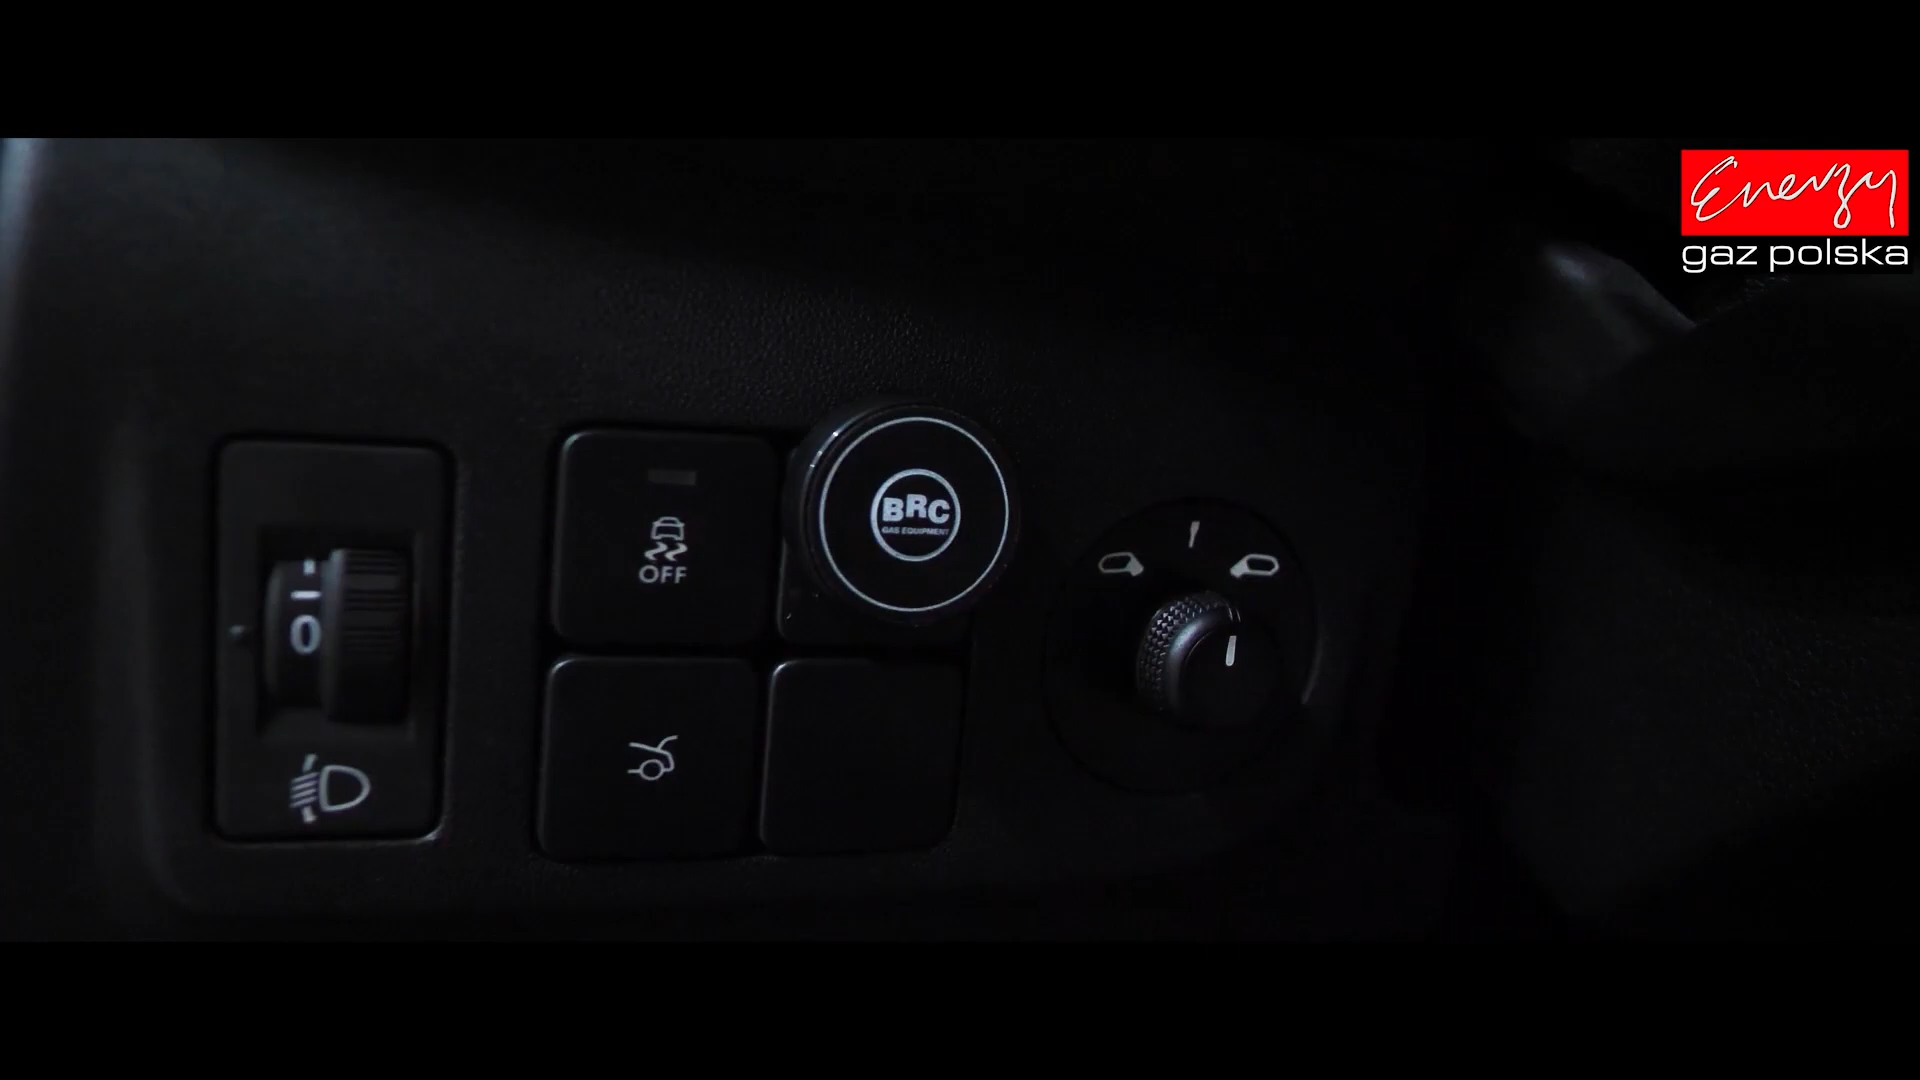 Energy
gaz polska
BRC
GAS EQUIPMENT
OFF
0